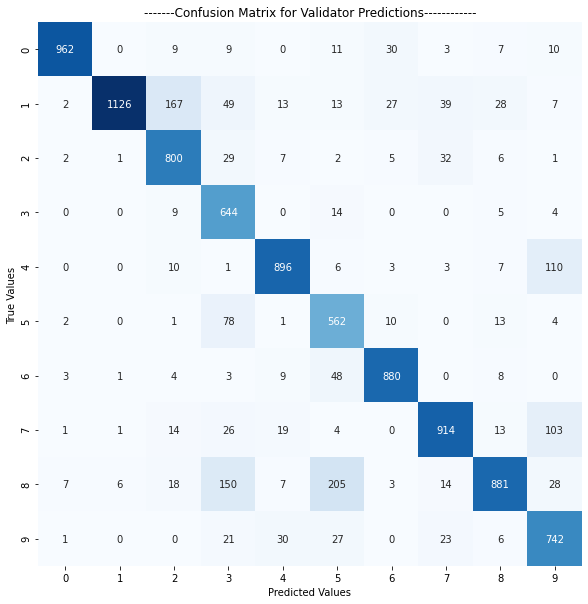 -------Confusion Matrix for Validator Predictions------------
0 962 0 9 9 0 11 30 3 7 10
1 2 1126 167 49 13 13 27 39 28 7
2 2 1 800 29 7 2 5 32 6 1
3 0 0 9 644 0 14 0 0 5 4
4 0 0 10 1 896 6 3 3 7 110
5 2 0 1 78 1 562 10 0 13 4
6 3 1 4 3 9 48 880 0 8 0
7 1 1 14 26 19 4 0 914 13 103
8 7 6 18 150 7 205 3 14 881 28
9 1 0 0 21 30 27 0 23 6 742
0 1 2 3 4 5 6 7 8 9
Predicted Values
True Values